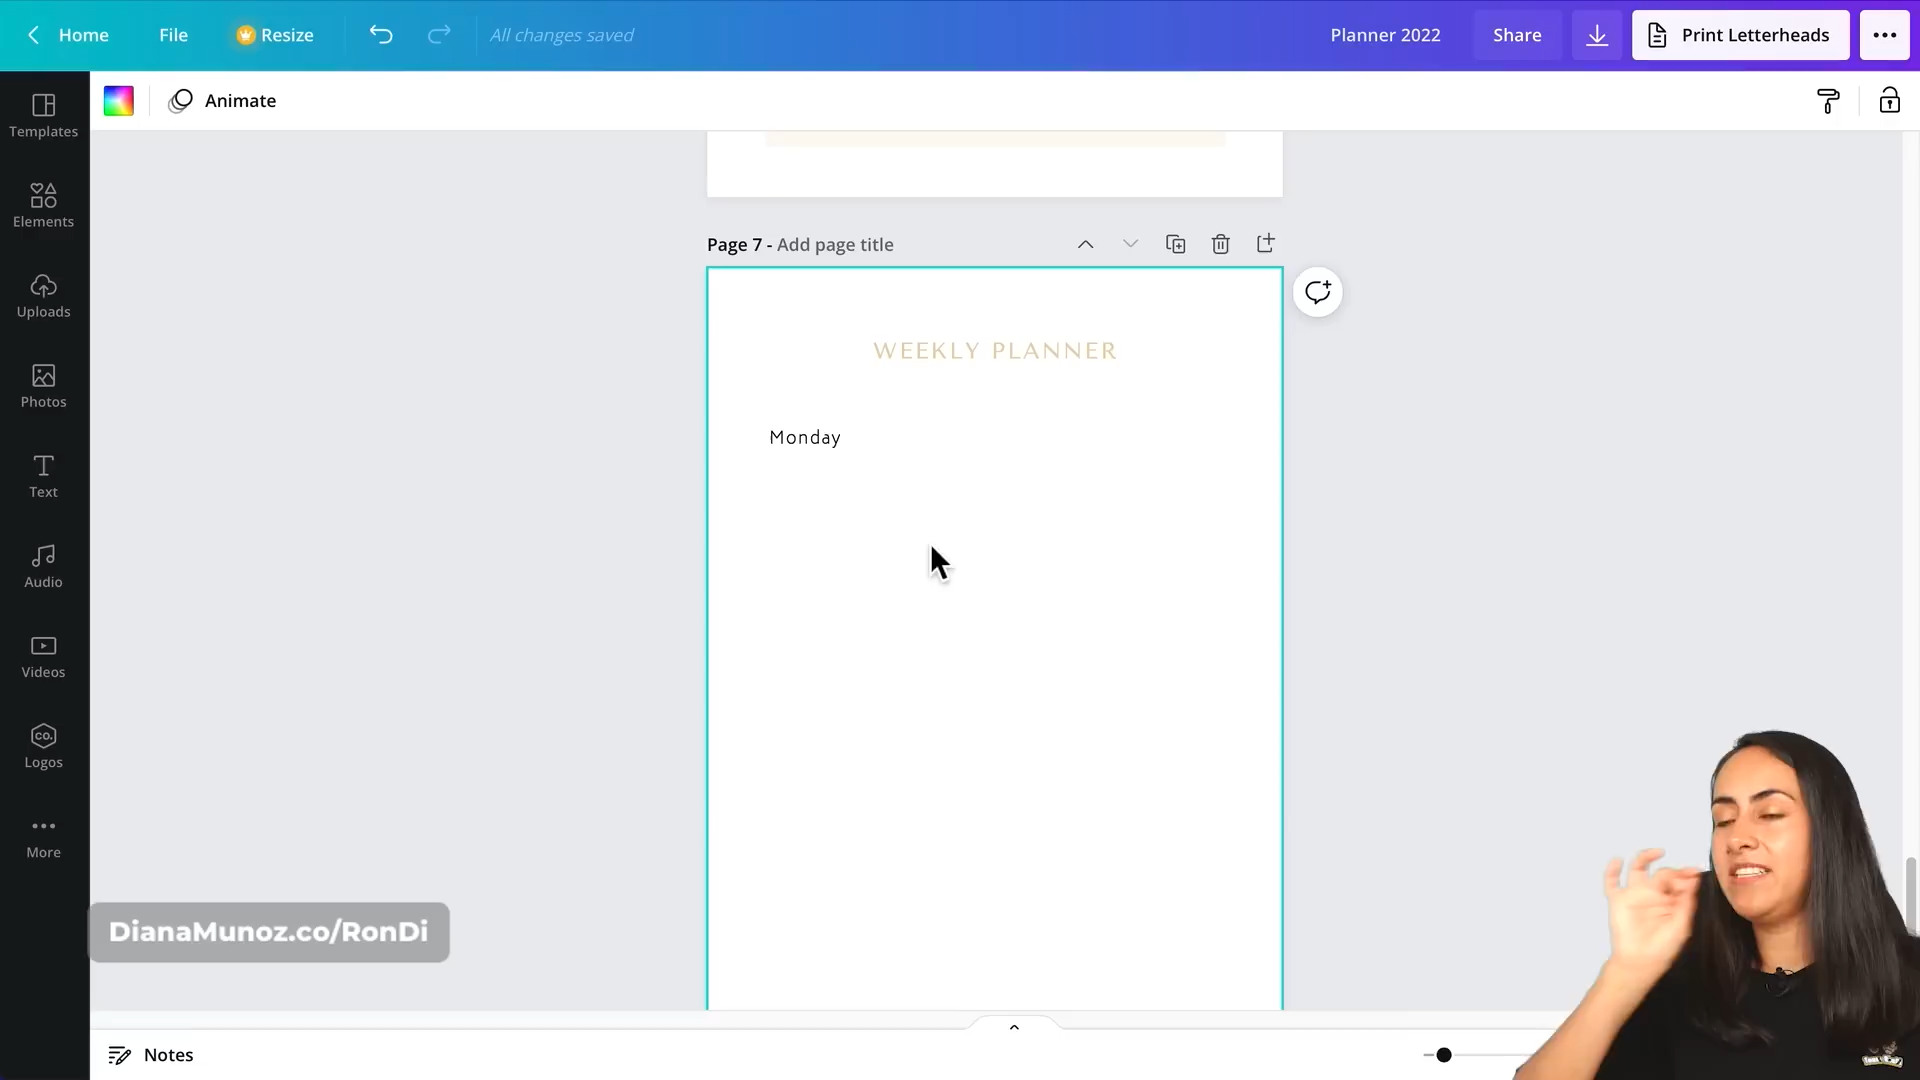 Home
File
Resize
All changes saved
Planner 2022
Share
Print Letterheads
Animate
Templates
Elements
Uploads
Photos
Text
Audio
Videos
CO.
Logos
More
Page 7 - Add page title
WEEKLY PLANNER
Monday
DianaMunoz.co/RonDi
Notes